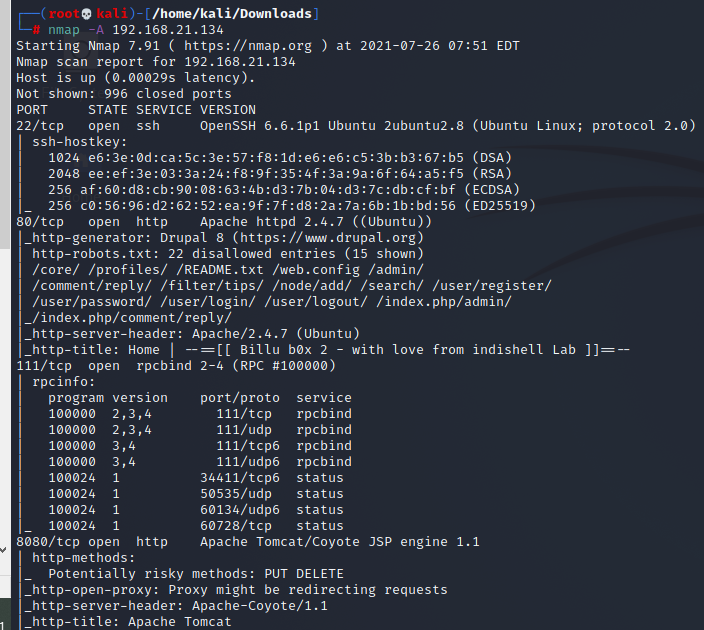 ┌──(root💀kali)-[/home/kali/Downloads]
└─# nmap -A 192.168.21.134
Starting Nmap 7.91 ( https://nmap.org ) at 2021-07-26 07:51 EDT
Nmap scan report for 192.168.21.134
Host is up (0.00029s latency).
Not shown: 996 closed ports
PORT     STATE SERVICE VERSION
22/tcp   open  ssh     OpenSSH 6.6.1p1 Ubuntu 2ubuntu2.8 (Ubuntu Linux; protocol 2.0)
| ssh-hostkey:
|   1024 e6:3e:0d:ca:5c:3e:57:f8:1d:e6:e6:c5:3b:b3:67:b5 (DSA)
|   2048 ee:ef:3e:03:3a:24:f8:9f:35:4f:3a:9a:6f:64:a5:f5 (RSA)
|   256 af:60:d8:cb:90:08:63:4b:d3:7b:04:d3:7c:db:cf:bf (ECDSA)
|_  256 c0:56:96:d2:62:52:ea:9f:7f:d8:2a:7a:6b:1b:bd:56 (ED25519)
80/tcp   open  http    Apache httpd 2.4.7 ((Ubuntu))
|_http-generator: Drupal 8 (https://www.drupal.org)
| http-robots.txt: 22 disallowed entries (15 shown)
| /core/ /profiles/ /README.txt /web.config /admin/
| /comment/reply/ /filter/tips/ /node/add/ /search/ /user/register/
| /user/password/ /user/login/ /user/logout/ /index.php/admin/
|_/index.php/comment/reply/
|_http-server-header: Apache/2.4.7 (Ubuntu)
|_http-title: Home | --==[[ Billu b0x 2 - with love from indishell Lab ]]==--
111/tcp  open  rpcbind 2-4 (RPC #100000)
| rpcinfo:
|   program version    port/proto  service
|   100000  2,3,4        111/tcp   rpcbind
|   100000  2,3,4        111/udp   rpcbind
|   100000  3,4          111/tcp6  rpcbind
|   100000  3,4          111/udp6  rpcbind
|   100024  1          34411/tcp6  status
|   100024  1          50535/udp   status
|   100024  1          60134/udp6  status
|_  100024  1          60728/tcp   status
8080/tcp open  http    Apache Tomcat/Coyote JSP engine 1.1
| http-methods:
|_  Potentially risky methods: PUT DELETE
|_http-open-proxy: Proxy might be redirecting requests
|_http-server-header: Apache-Coyote/1.1
|_http-title: Apache Tomcat